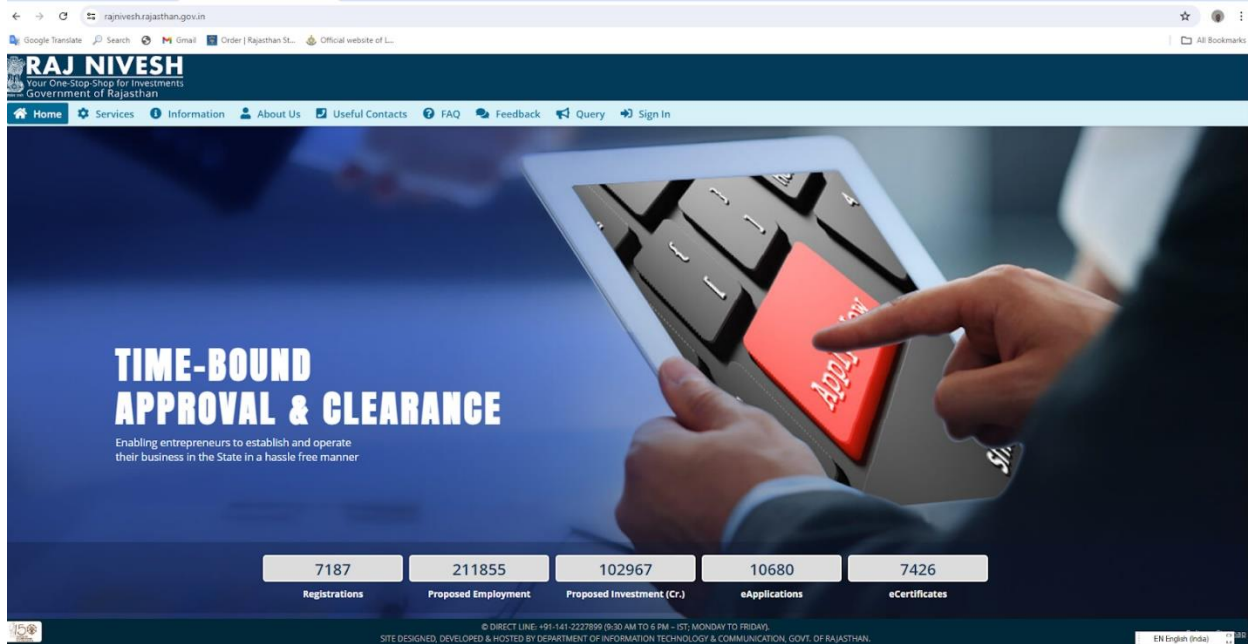 rajnivesh.rajasthan.gov.in
Google Translate Search Gmail Order | Rajasthan St... Official website of L... All Bookmarks
RAJ NIVESH
Your One-Stop-Shop for Investments
Government of Rajasthan
Home Services Information About Us Useful Contacts FAQ Feedback Query Sign In
Apply Now
TIME-BOUND
APPROVAL & CLEARANCE
Enabling entrepreneurs to establish and operate
their business in the State in a hassle free manner
7187 211855 102967 10680 7426
Registrations Proposed Employment Proposed Investment (Cr.) eApplications eCertificates
© DIRECT LINE: +91-141-2227899 (9:30 AM TO 6 PM – IST; MONDAY TO FRIDAY).
SITE DESIGNED, DEVELOPED & HOSTED BY DEPARTMENT OF INFORMATION TECHNOLOGY & COMMUNICATION, GOVT. OF RAJASTHAN.
EN English (India)